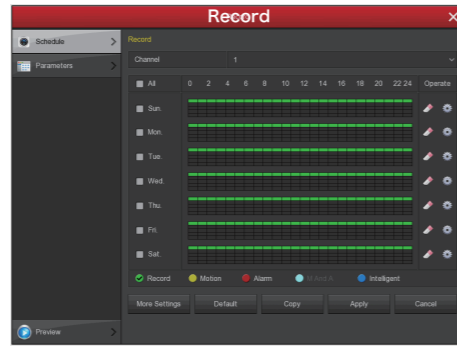 Record
Schedule
Parameters
Record
Channel 1
All 0 2 4 6 8 10 12 14 16 18 20 22 24 Operate
Sun.
Mon.
Tue.
Wed.
Thu.
Fri.
Sat.
Record Motion Alarm M And A Intelligent
More Settings Default Copy Apply Cancel
Preview